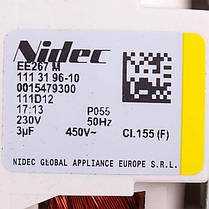 Nidec
EE267 M
111 31 96-10
0015479300
111D12
17:13 P055
230V 50Hz
3µF 450V~ Cl.155 (F)
NIDEC GLOBAL APPLIANCE EUROPE S.R.L.